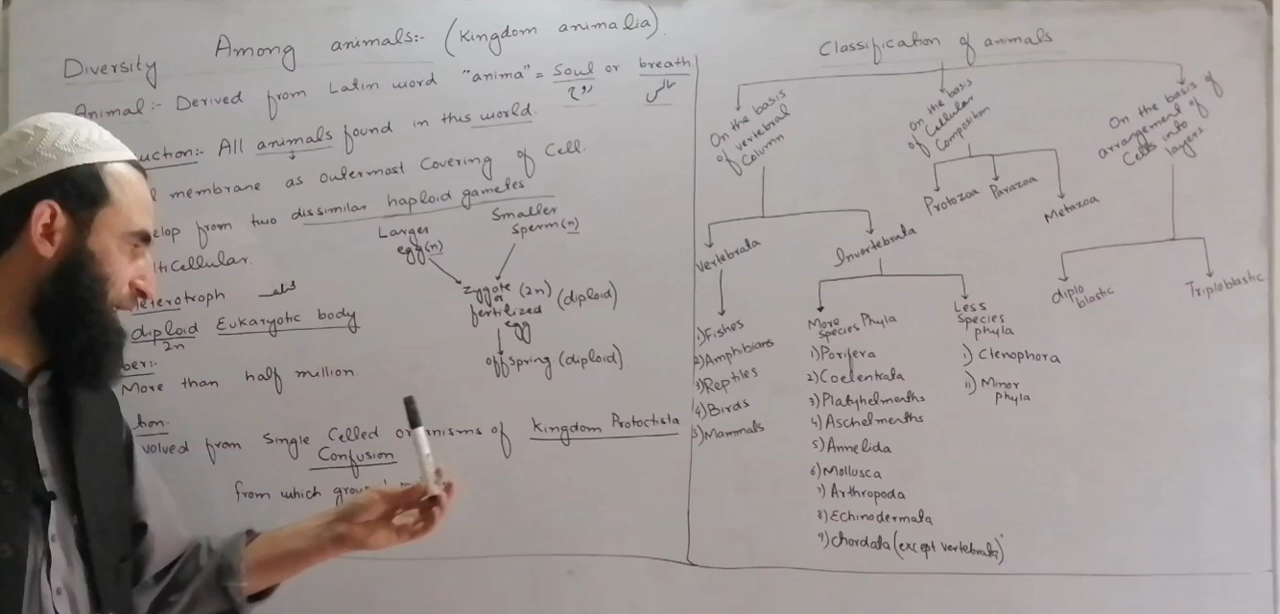 Diversity Among animals:- (Kingdom animalia)
Animal:- Derived from Latin word "anima" = Soul or breath
روح
uction:- All animals found in this world.
membrane as outermost Covering of Cell.
elop from two dissimilar haploid gametes
lticellular.
Larger egg(n)
Smaller sperm(n)
Zygote (2n) (diploid)
or
fertilized
egg
offspring (diploid)
eterotroph
diploid Eukaryotic body
2n
ber:-
More than half million
tion:
volved from Single Celled organisms of Kingdom Protoctista
Confusion
from which group
Classification of animals
On the basis
of vertebral
Column
On the basis
of Cellular
Composition
On the basis of
arrangement of
Cells into
layers
Protozoa
Parazoa
Metazoa
diplo
blastic
Triploblastic
Vertebrata
Invertebrata
1) Fishes
2) Amphibians
3) Reptiles
4) Birds
5) Mammals
More
Species Phyla
1) Porifera
2) Coelentrata
3) Platyhelmenths
4) Aschelmenths
5) Annelida
6) Mollusca
7) Arthropoda
8) Echinodermata
9) Chordata (except vertebrata)
Less
Species
phyla
i) Ctenophora
ii) Minor
phyla